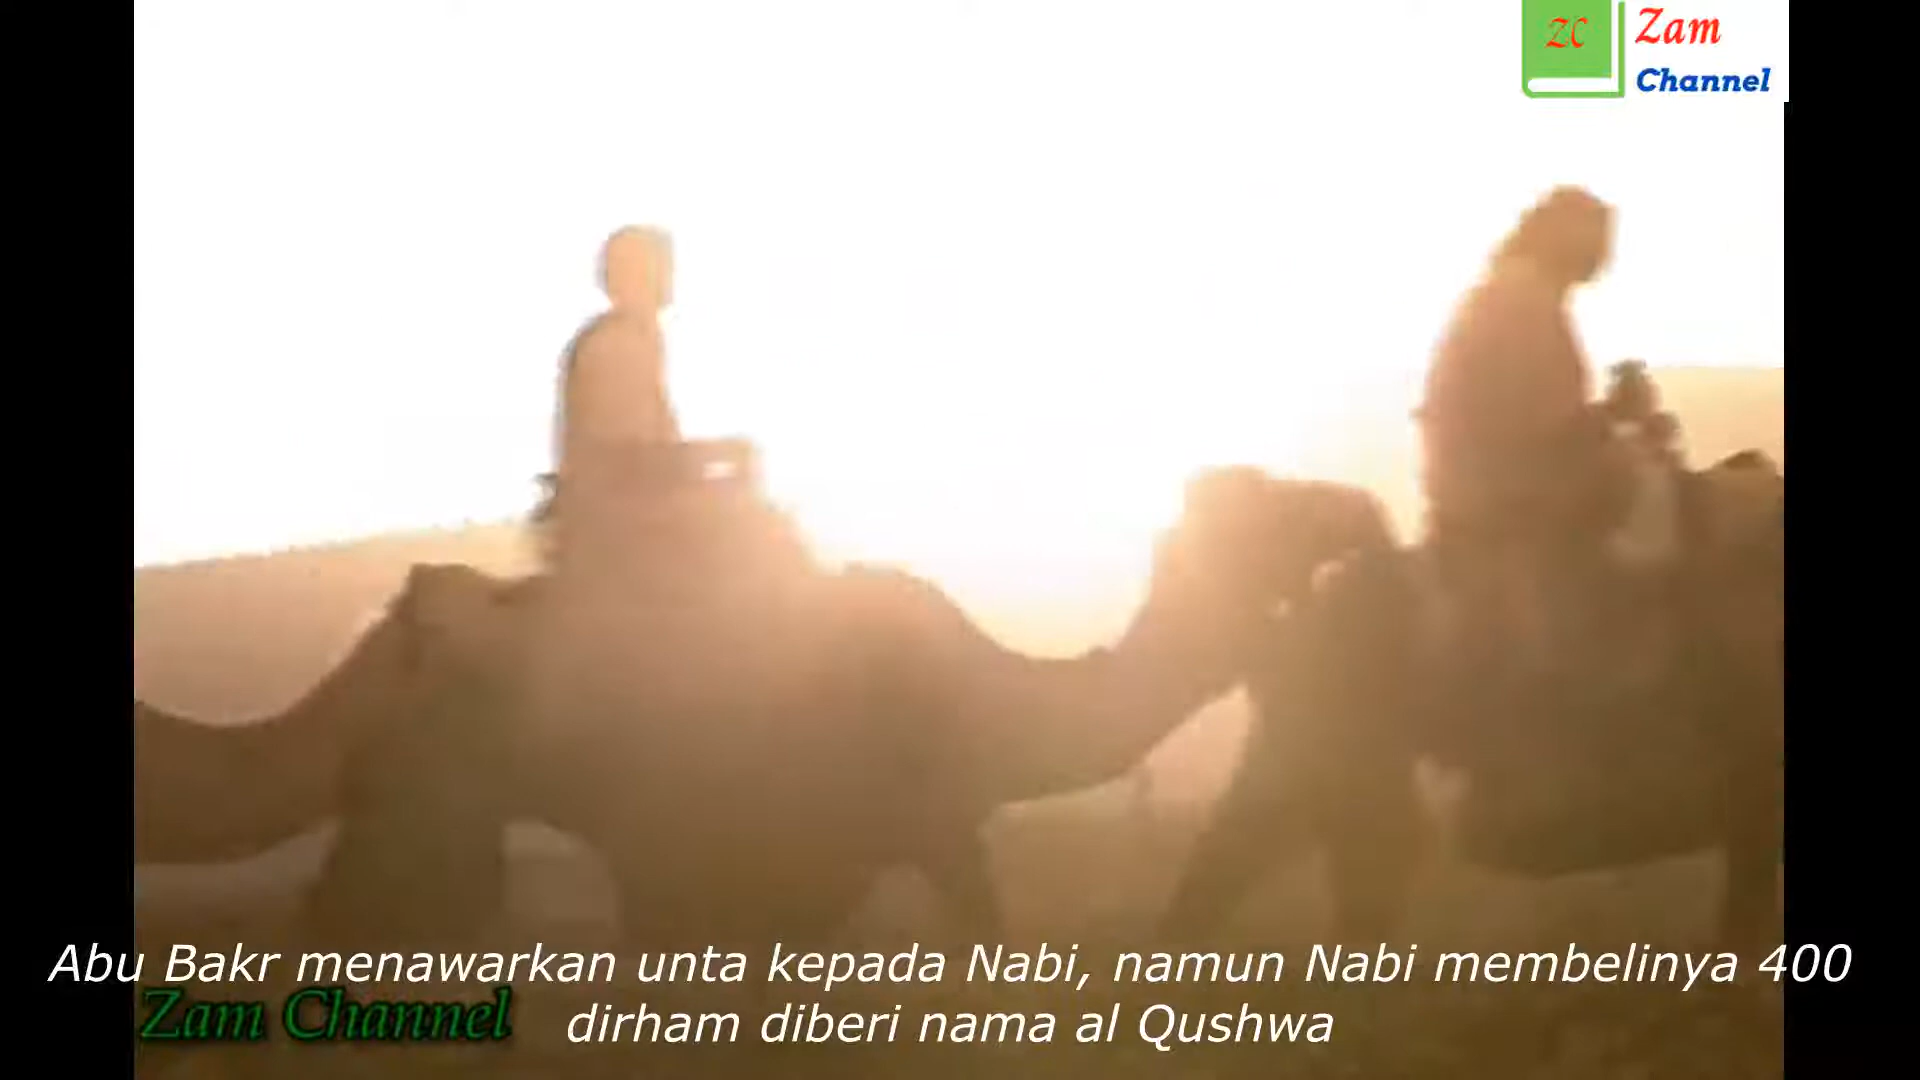 ZC
Zam
Channel
Abu Bakr menawarkan unta kepada Nabi, namun Nabi membelinya 400
dirham diberi nama al Qushwa
Zam Channel